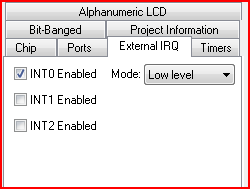 Alphanumeric LCD
Bit-Banged Project Information
Chip Ports External IRQ Timers
INT0 Enabled Mode: Low level
INT1 Enabled
INT2 Enabled